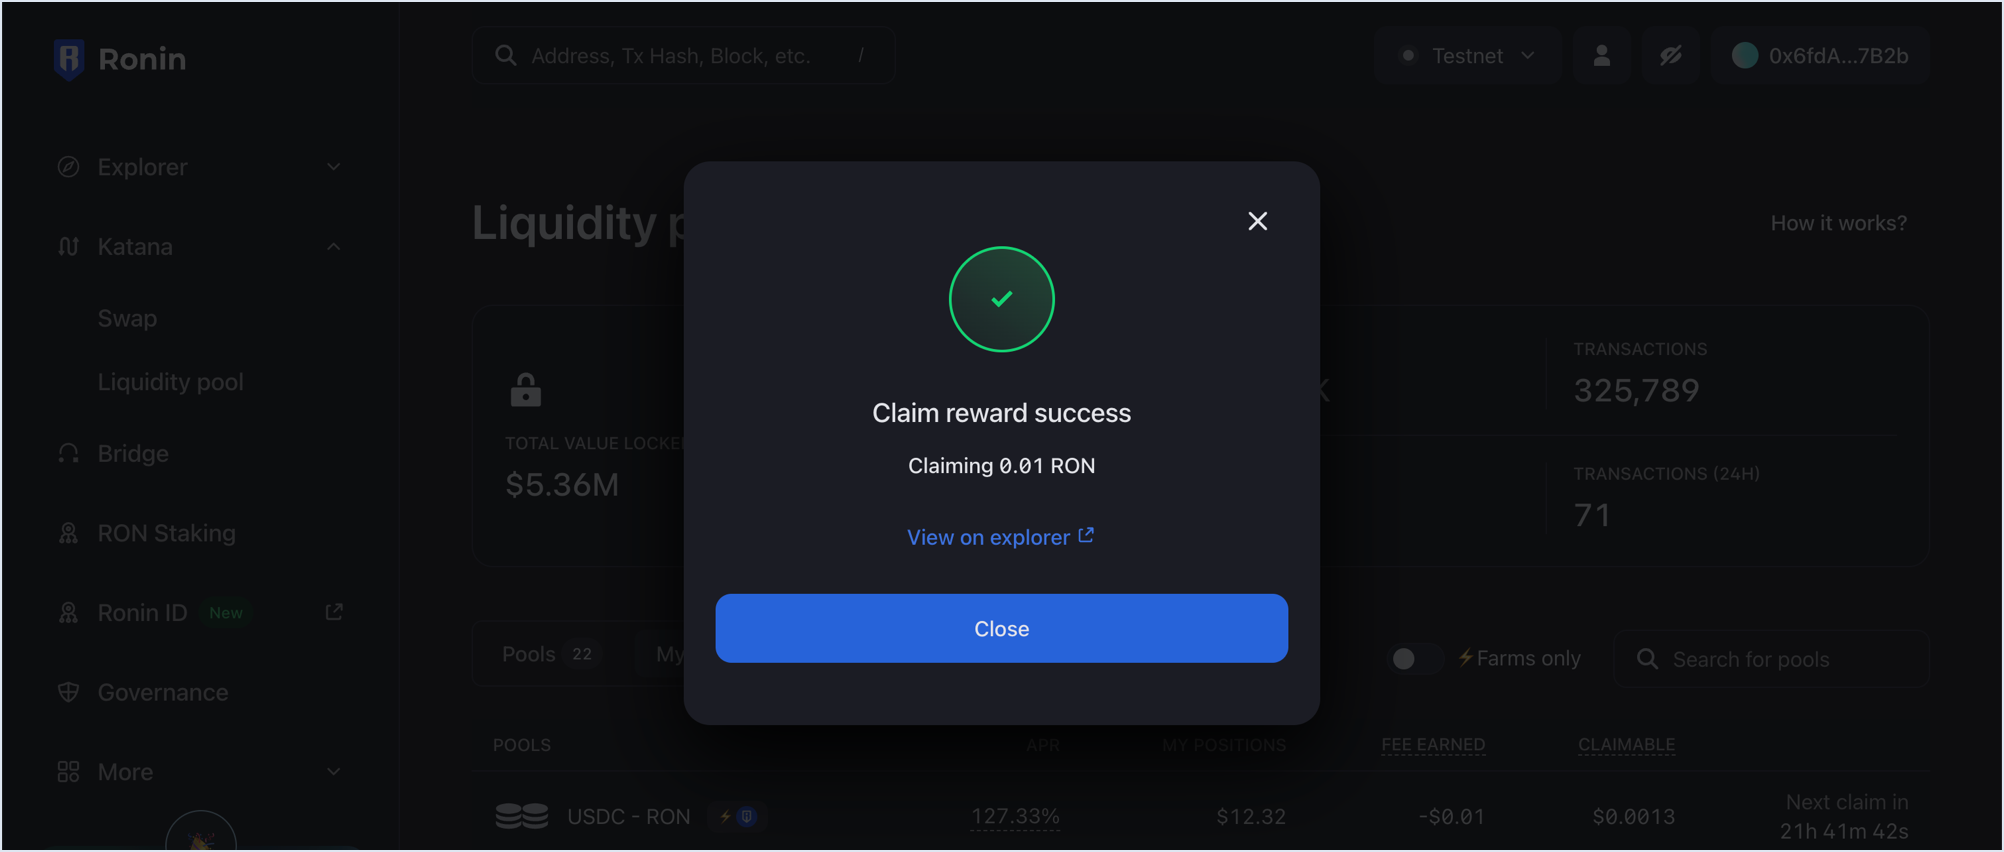 Ronin
Address, Tx Hash, Block, etc. /
Testnet
0x6fdA...7B2b
Explorer
Katana
Swap
Liquidity pool
Bridge
RON Staking
Ronin ID New
Governance
More
Liquidity p
How it works?
TOTAL VALUE LOCKE
$5.36M
K
TRANSACTIONS
325,789
TRANSACTIONS (24H)
71
Claim reward success
Claiming 0.01 RON
View on explorer
Close
Pools 22
My
⚡Farms only
Search for pools
POOLS APR MY POSITIONS FEE EARNED CLAIMABLE
USDC - RON 127.33% $12.32 -$0.01 $0.0013
Next claim in
21h 41m 42s